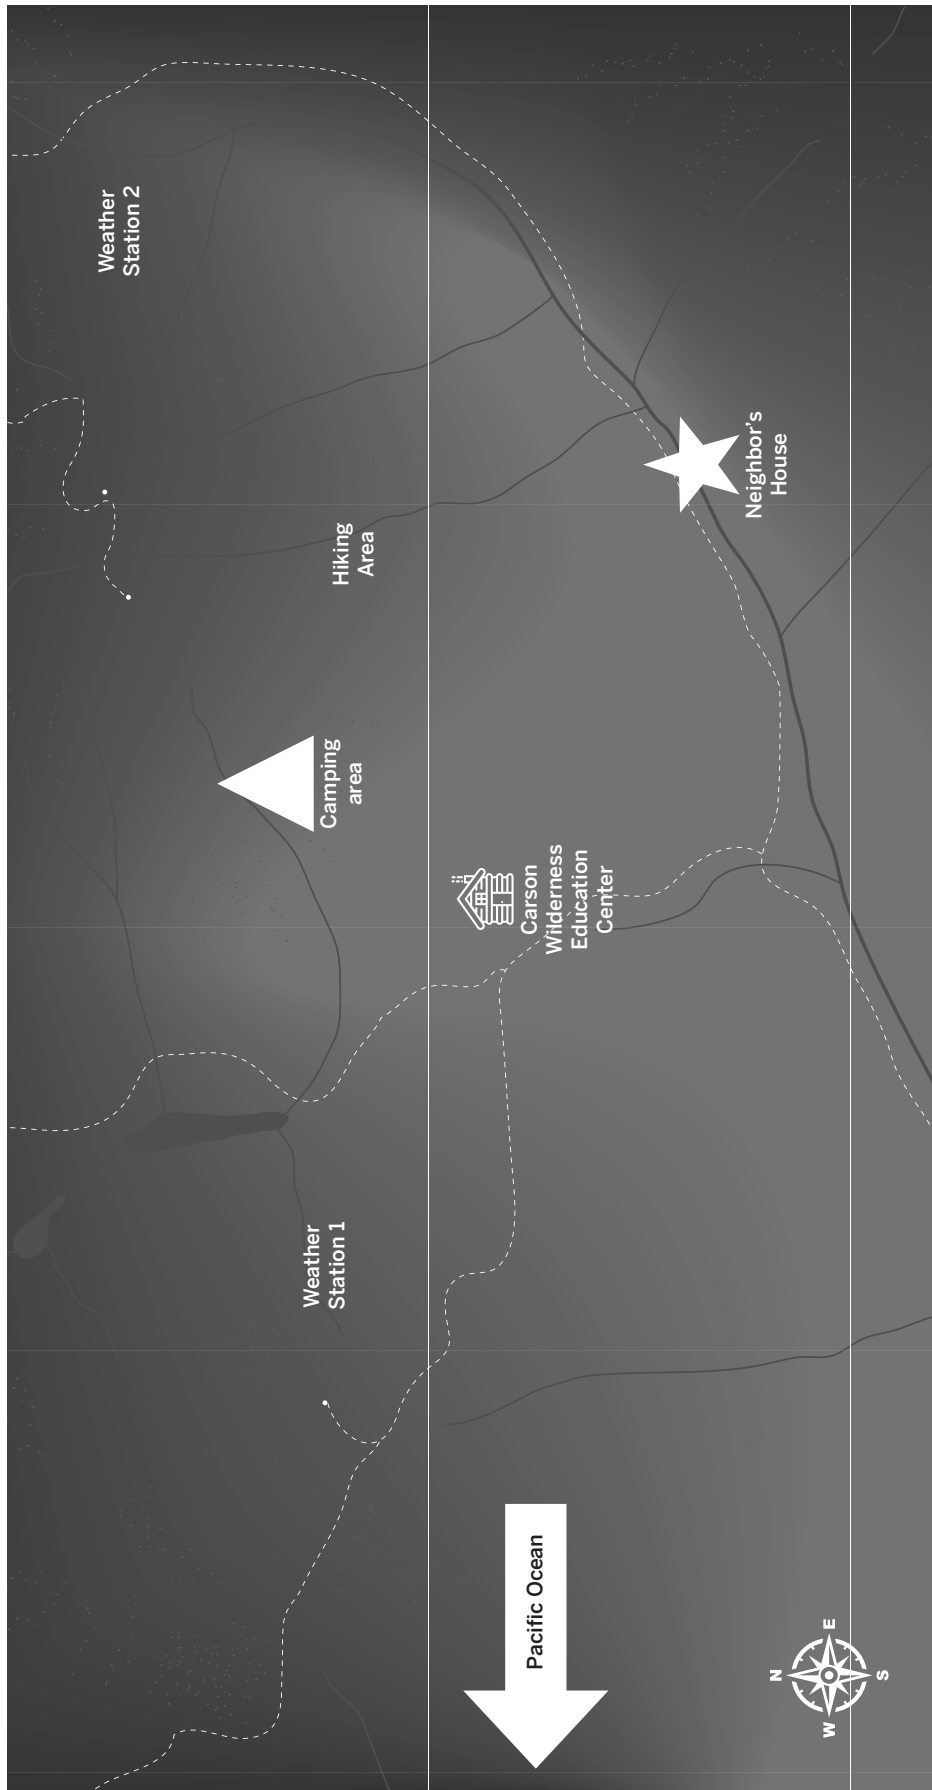 Weather
Station 2
Neighbor’s
House
Hiking
Area
Camping
area
Carson
Wilderness
Education
Center
Weather
Station 1
Pacific Ocean
N
E
S
W